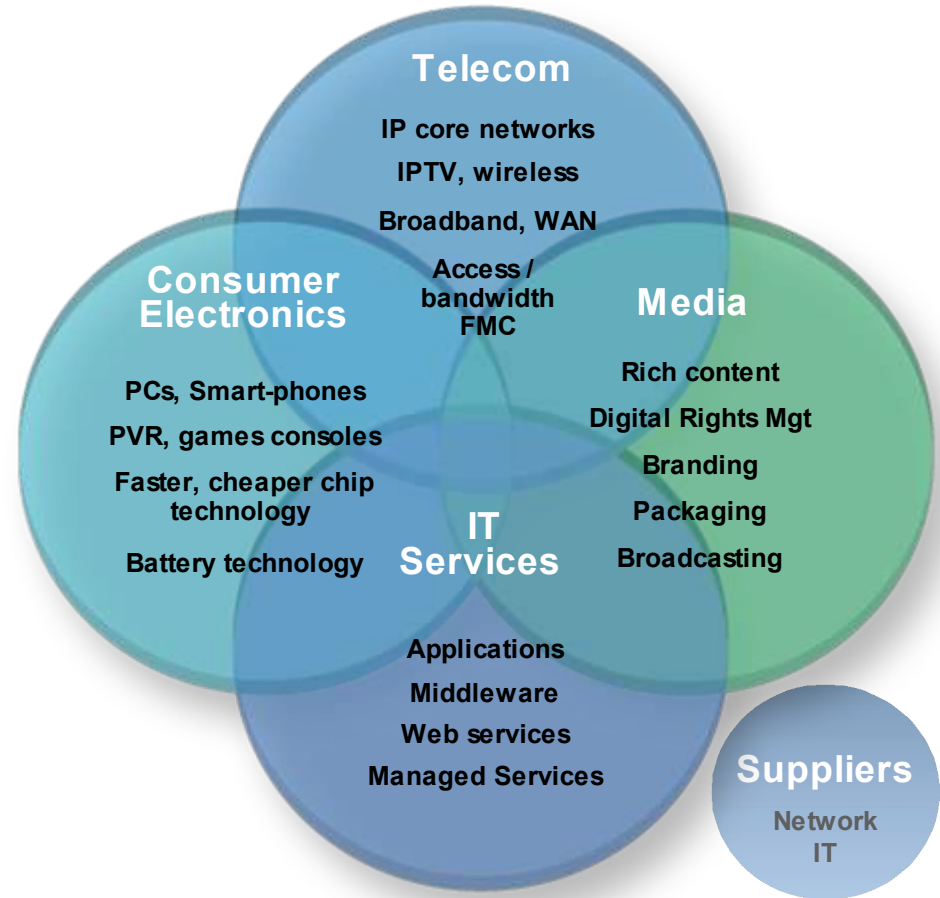 Telecom
IP core networks
IPTV, wireless
Broadband, WAN
Access /
bandwidth
FMC
Consumer
Electronics
PCs, Smart-phones
PVR, games consoles
Faster, cheaper chip
technology
Battery technology
Media
Rich content
Digital Rights Mgt
Branding
Packaging
Broadcasting
IT
Services
Applications
Middleware
Web services
Managed Services
Suppliers
Network
IT